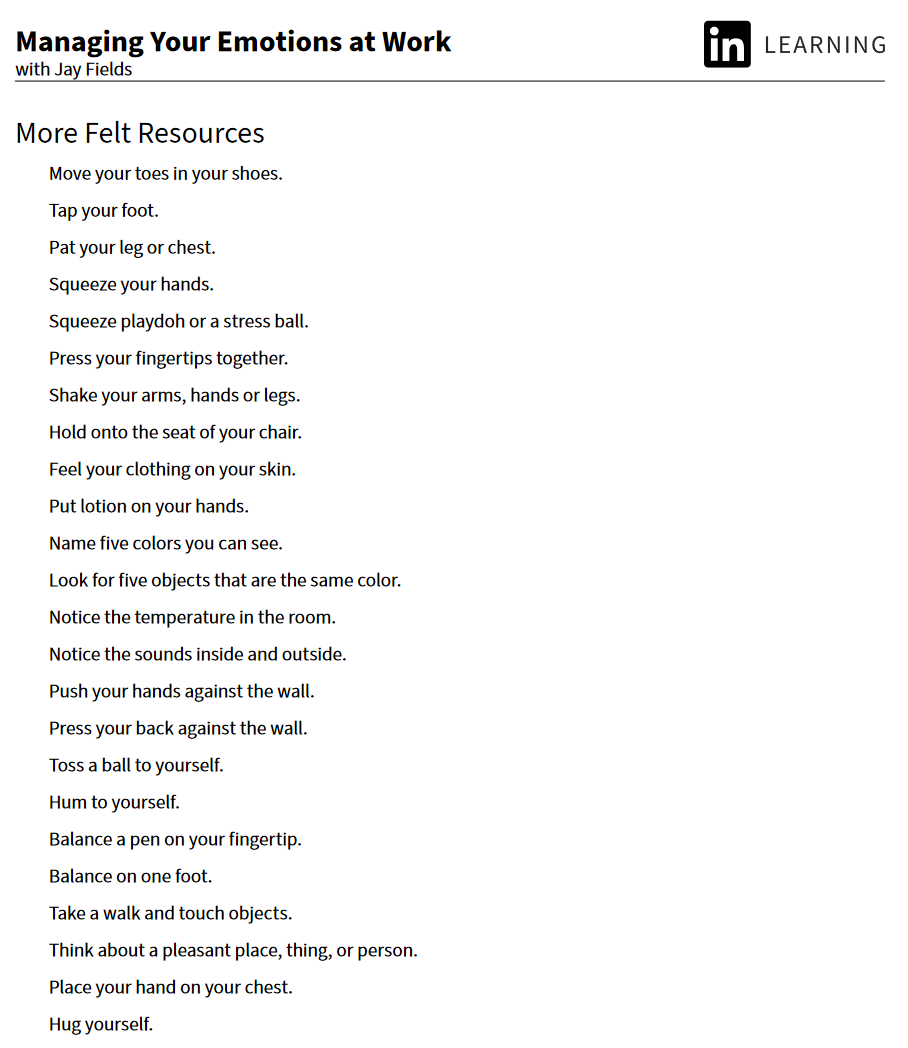 Managing Your Emotions at Work
with Jay Fields
in LEARNING
More Felt Resources
Move your toes in your shoes.
Tap your foot.
Pat your leg or chest.
Squeeze your hands.
Squeeze playdoh or a stress ball.
Press your fingertips together.
Shake your arms, hands or legs.
Hold onto the seat of your chair.
Feel your clothing on your skin.
Put lotion on your hands.
Name five colors you can see.
Look for five objects that are the same color.
Notice the temperature in the room.
Notice the sounds inside and outside.
Push your hands against the wall.
Press your back against the wall.
Toss a ball to yourself.
Hum to yourself.
Balance a pen on your fingertip.
Balance on one foot.
Take a walk and touch objects.
Think about a pleasant place, thing, or person.
Place your hand on your chest.
Hug yourself.